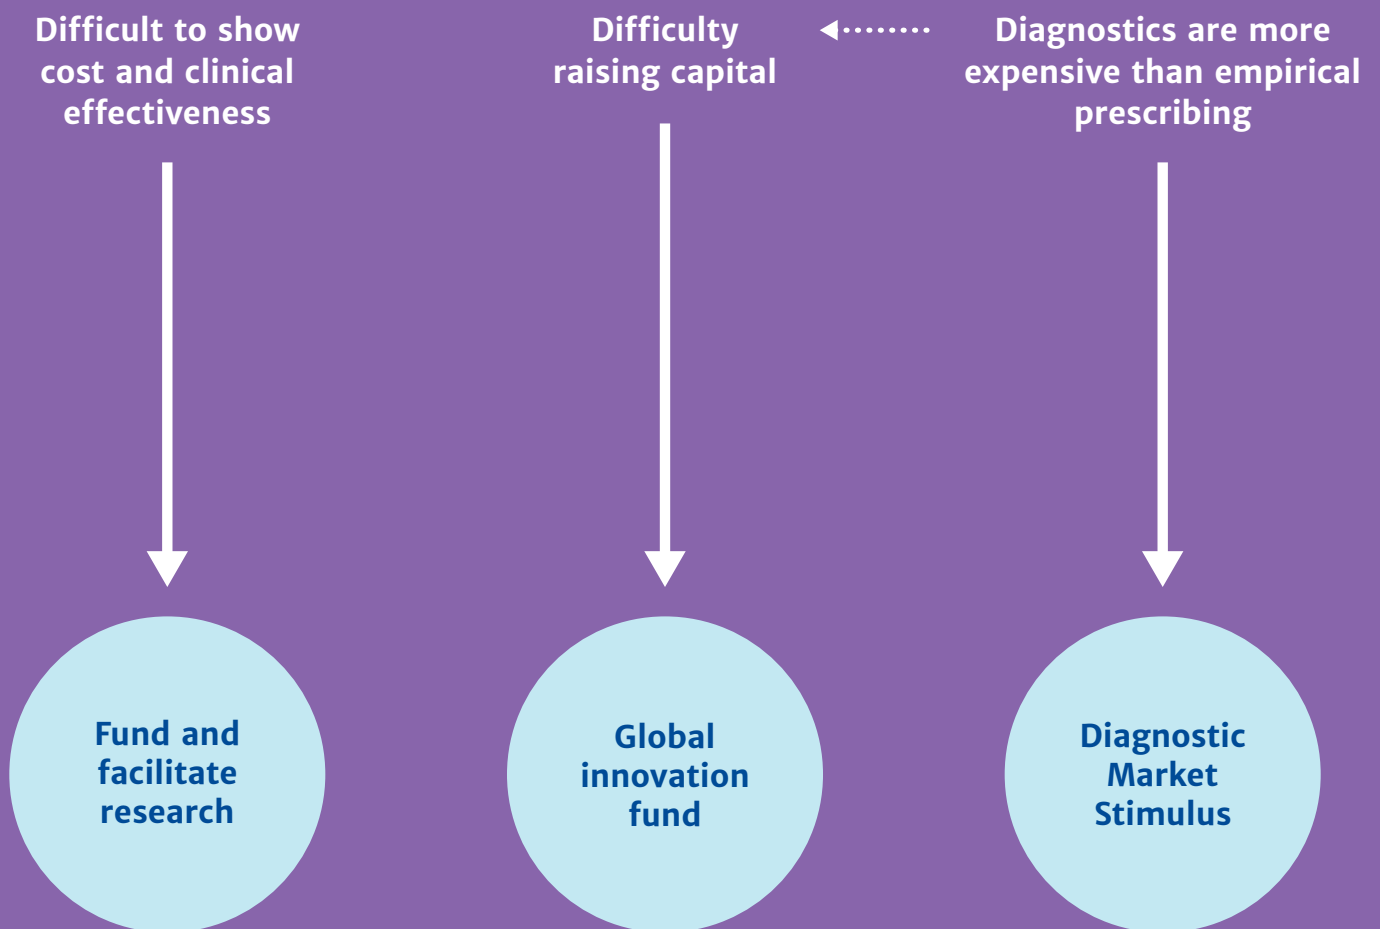 Difficult to show
cost and clinical
effectiveness
Difficulty
raising capital
Diagnostics are more
expensive than empirical
prescribing
Fund and
facilitate
research
Global
innovation
fund
Diagnostic
Market
Stimulus